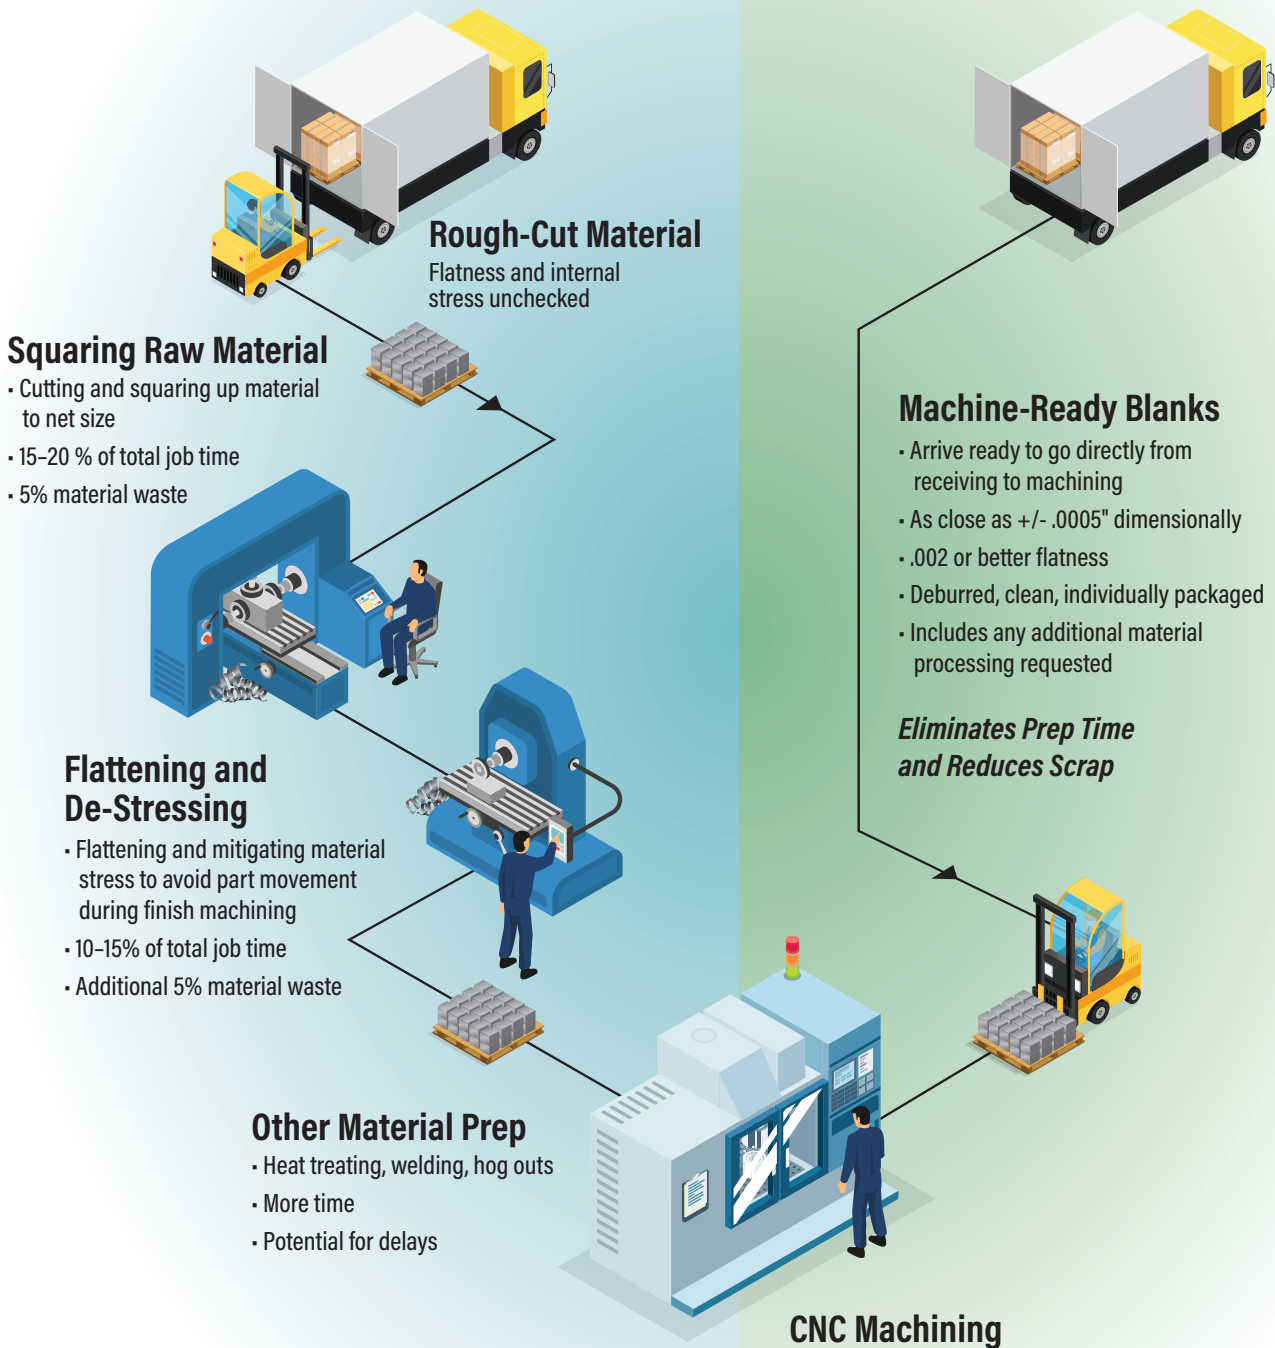 Rough-Cut Material
Flatness and internal
stress unchecked
Squaring Raw Material
· Cutting and squaring up material
to net size
· 15–20 % of total job time
· 5% material waste
Flattening and
De-Stressing
· Flattening and mitigating material
stress to avoid part movement
during finish machining
· 10–15% of total job time
· Additional 5% material waste
Other Material Prep
· Heat treating, welding, hog outs
· More time
· Potential for delays
Machine-Ready Blanks
· Arrive ready to go directly from
receiving to machining
· As close as +/- .0005" dimensionally
· .002 or better flatness
· Deburred, clean, individually packaged
· Includes any additional material
processing requested
Eliminates Prep Time
and Reduces Scrap
CNC Machining